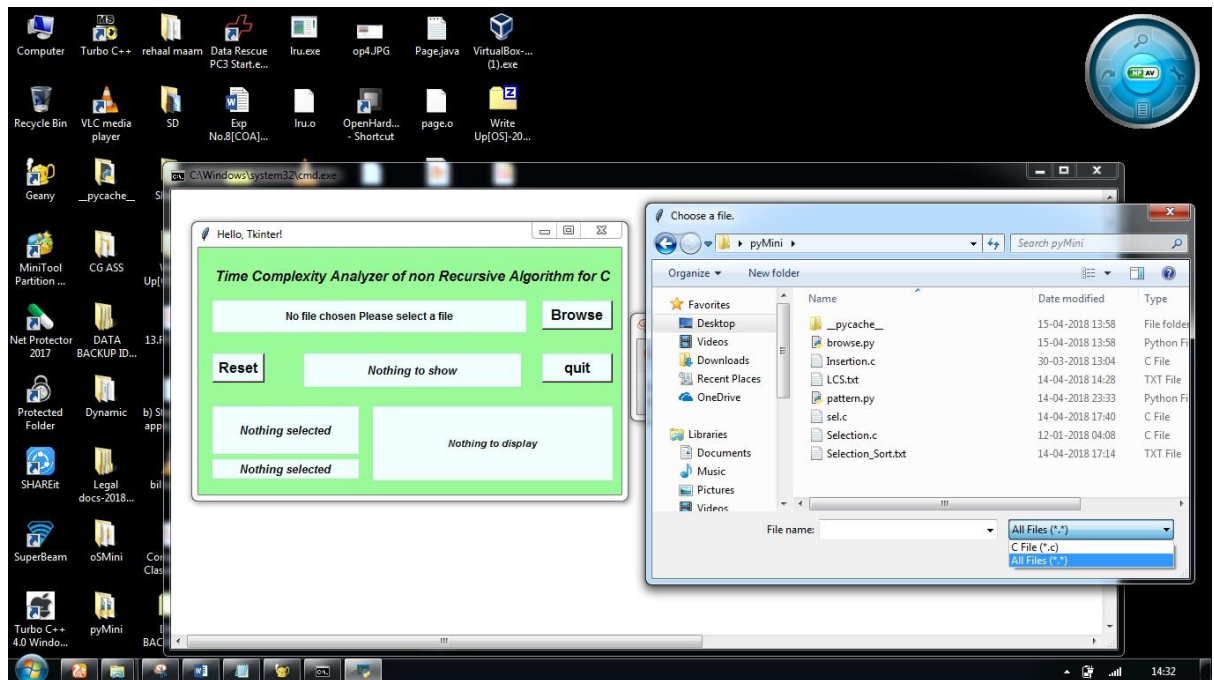 Computer
Turbo C++
rehaal maam
Data Rescue
PC3 Start.e...
lru.exe
op4.JPG
Page.java
VirtualBox-...
(1).exe
MS
HP AV
Recycle Bin
VLC media
player
SD
Exp
No.8[COA]...
lru.o
OpenHard...
- Shortcut
page.o
Write
Up[OS]-20...
Geany
__pycache__
MiniTool
Partition ...
CG ASS
Net Protector
2017
DATA
BACKUP ID...
Protected
Folder
Dynamic
SHAREit
Legal
docs-2018...
SuperBeam
oSMini
Turbo C++
4.0 Windo...
pyMini
BAC
C:\Windows\system32\cmd.exe
Hello, Tkinter!
Time Complexity Analyzer of non Recursive Algorithm for C
No file chosen Please select a file
Browse
Reset
Nothing to show
quit
Nothing selected
Nothing to display
Nothing selected
Choose a file.
pyMini
Search pyMini
Organize
New folder
Name
Date modified
Type
Favorites
Desktop
Videos
Downloads
Recent Places
OneDrive
Libraries
Documents
Music
Pictures
Videos
__pycache__ 15-04-2018 13:58 File folder
browse.py 15-04-2018 13:58 Python Fi
Insertion.c 30-03-2018 13:04 C File
LCS.txt 14-04-2018 14:28 TXT File
pattern.py 14-04-2018 23:33 Python Fi
sel.c 14-04-2018 17:40 C File
Selection.c 12-01-2018 04:08 C File
Selection_Sort.txt 14-04-2018 17:14 TXT File
File name:
All Files (*.*)
C File (*.c)
All Files (*.*)
14:32